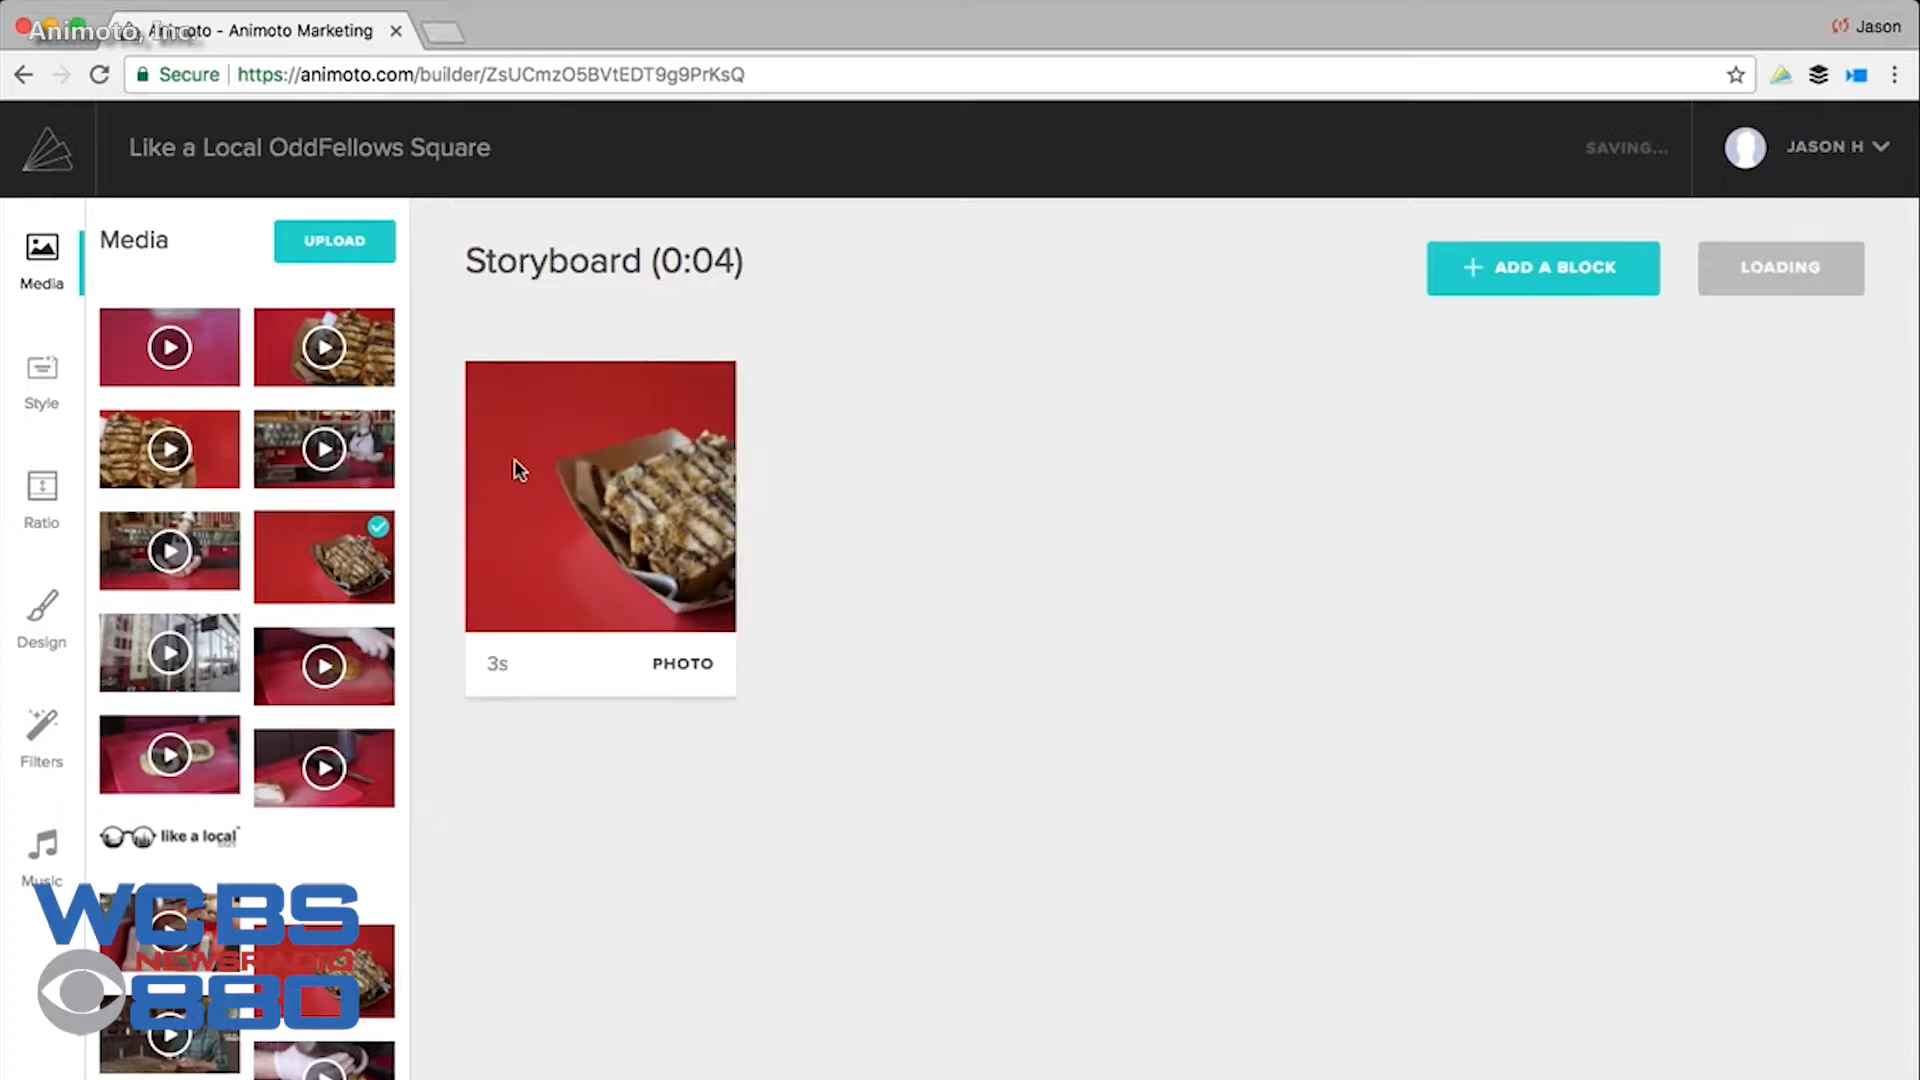 Animoto, Inc.
Animoto - Animoto Marketing
Jason
Secure https://animoto.com/builder/ZsUCmzO5BVtEDT9g9PrKsQ
Like a Local OddFellows Square
SAVING...
JASON H
Media
UPLOAD
Storyboard (0:04)
+ ADD A BLOCK
LOADING
Media
Style
Ratio
Design
Filters
Music
3s
PHOTO
like a local
WCBS
NEWSRADIO
880